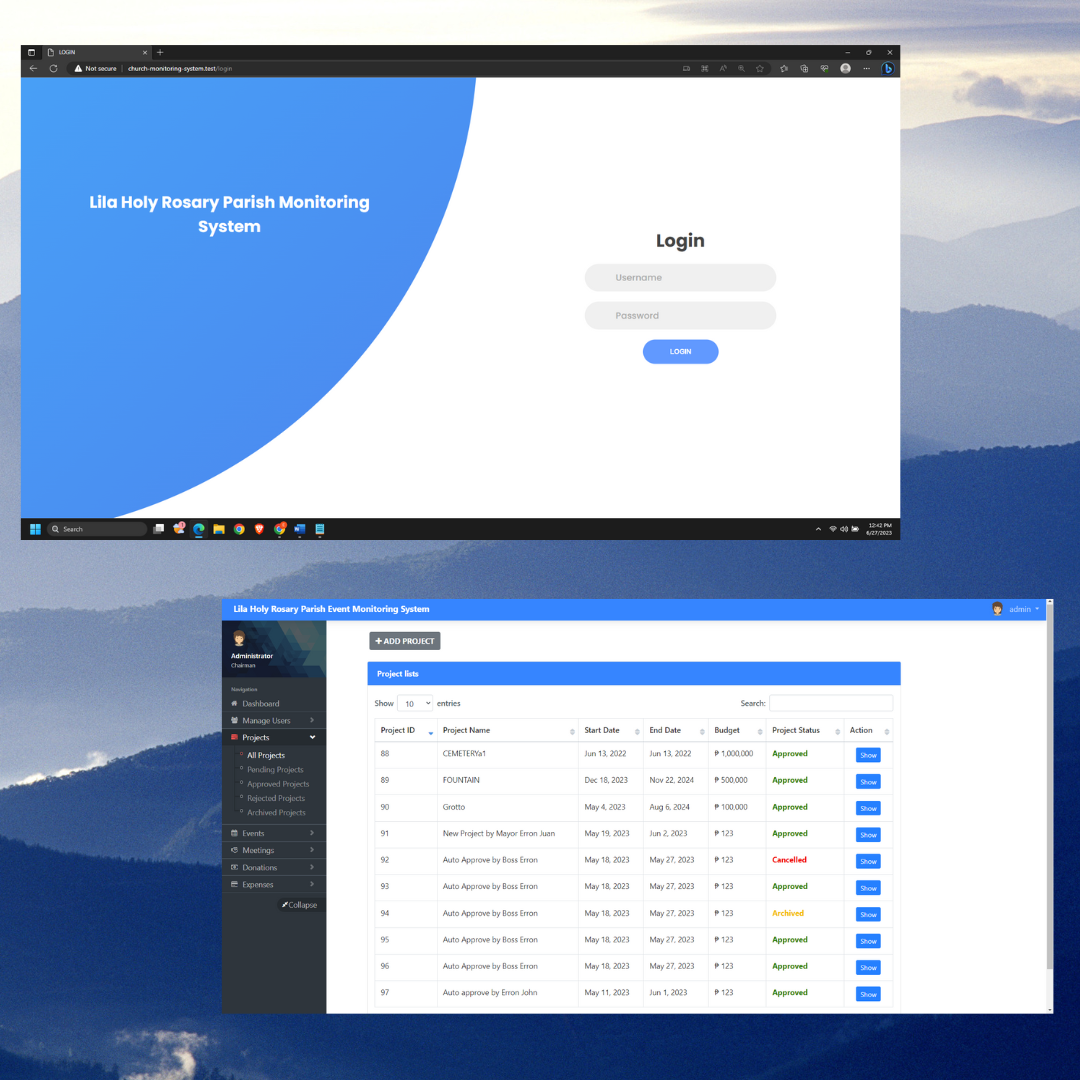 LOGIN
Not secure | church-monitoring-system.test/login
Lila Holy Rosary Parish Monitoring
System
Login
Username
Password
LOGIN
Search
12:42 PM
6/27/2023
Lila Holy Rosary Parish Event Monitoring System
admin
Administrator
Chairman
Navigation
Dashboard
Manage Users
Projects
All Projects
Pending Projects
Approved Projects
Rejected Projects
Archived Projects
Events
Meetings
Donations
Expenses
Collapse
+ ADD PROJECT
Project lists
Show 10 entries Search:
Project ID Project Name Start Date End Date Budget Project Status Action
88 CEMETERYa1 Jun 13, 2022 Jun 13, 2022 ₱ 1,000,000 Approved Show
89 FOUNTAIN Dec 18, 2023 Nov 22, 2024 ₱ 500,000 Approved Show
90 Grotto May 4, 2023 Aug 6, 2024 ₱ 100,000 Approved Show
91 New Project by Mayor Erron Juan May 19, 2023 Jun 2, 2023 ₱ 123 Approved Show
92 Auto Approve by Boss Erron May 18, 2023 May 27, 2023 ₱ 123 Cancelled Show
93 Auto Approve by Boss Erron May 18, 2023 May 27, 2023 ₱ 123 Approved Show
94 Auto Approve by Boss Erron May 18, 2023 May 27, 2023 ₱ 123 Archived Show
95 Auto Approve by Boss Erron May 18, 2023 May 27, 2023 ₱ 123 Approved Show
96 Auto Approve by Boss Erron May 18, 2023 May 27, 2023 ₱ 123 Approved Show
97 Auto approve by Erron John May 11, 2023 Jun 1, 2023 ₱ 123 Approved Show